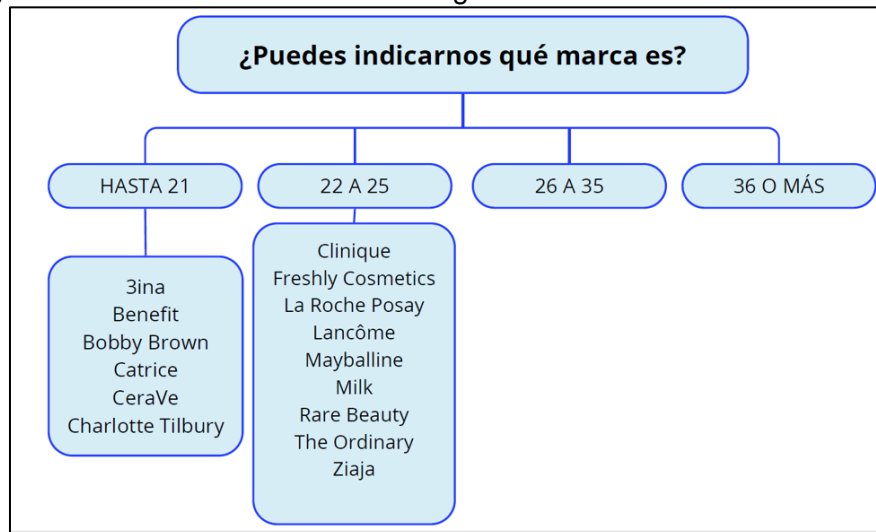 ¿Puedes indicarnos qué marca es?
HASTA 21
22 A 25
26 A 35
36 O MÁS
3ina
Benefit
Bobby Brown
Catrice
CeraVe
Charlotte Tilbury
Clinique
Freshly Cosmetics
La Roche Posay
Lancôme
Mayballine
Milk
Rare Beauty
The Ordinary
Ziaja